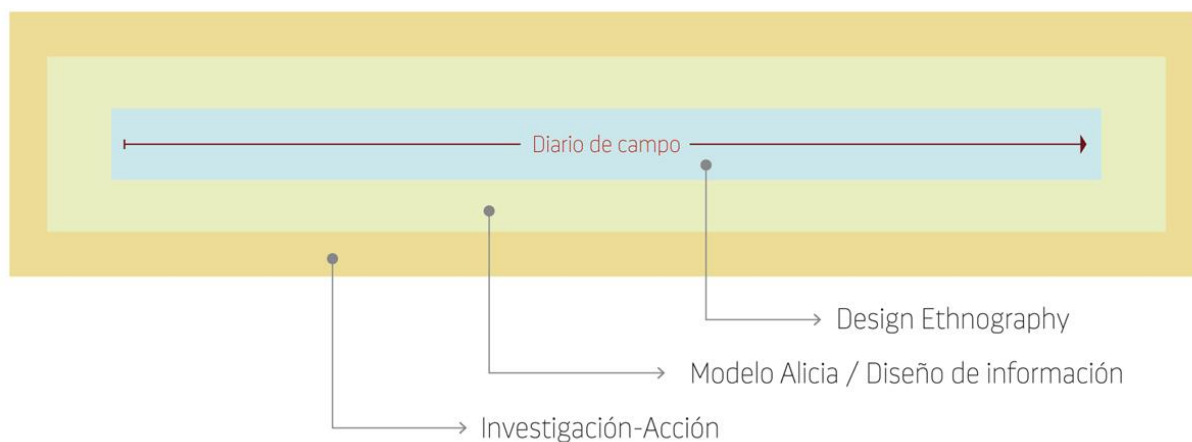 Diario de campo
Design Ethnography
Modelo Alicia / Diseño de información
Investigación-Acción